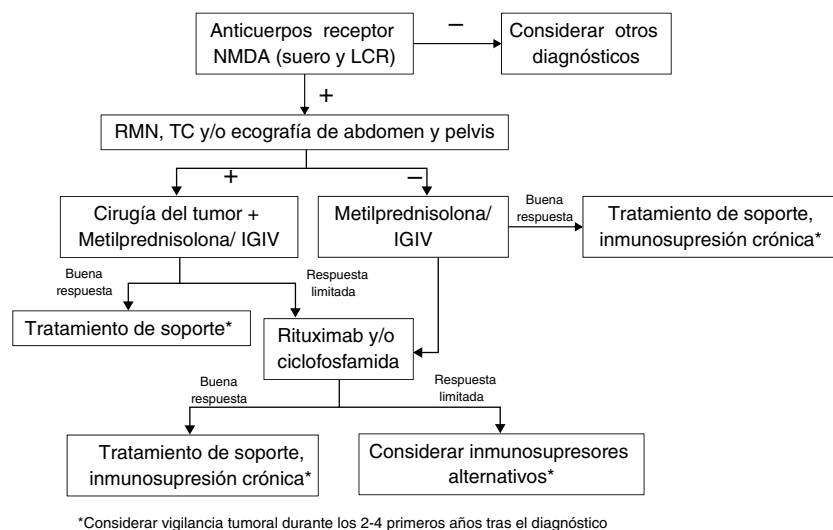 Anticuerpos receptor
NMDA (suero y LCR)
–
Considerar otros
diagnósticos
+
RMN, TC y/o ecografía de abdomen y pelvis
+
–
Cirugía del tumor +
Metilprednisolona/ IGIV
Metilprednisolona/
IGIV
Buena
respuesta
Tratamiento de soporte,
inmunosupresión crónica*
Buena
respuesta
Respuesta
limitada
Tratamiento de soporte*
Rituximab y/o
ciclofosfamida
Buena
respuesta
Respuesta
limitada
Tratamiento de soporte,
inmunosupresión crónica*
Considerar inmunosupresores
alternativos*
*Considerar vigilancia tumoral durante los 2-4 primeros años tras el diagnóstico